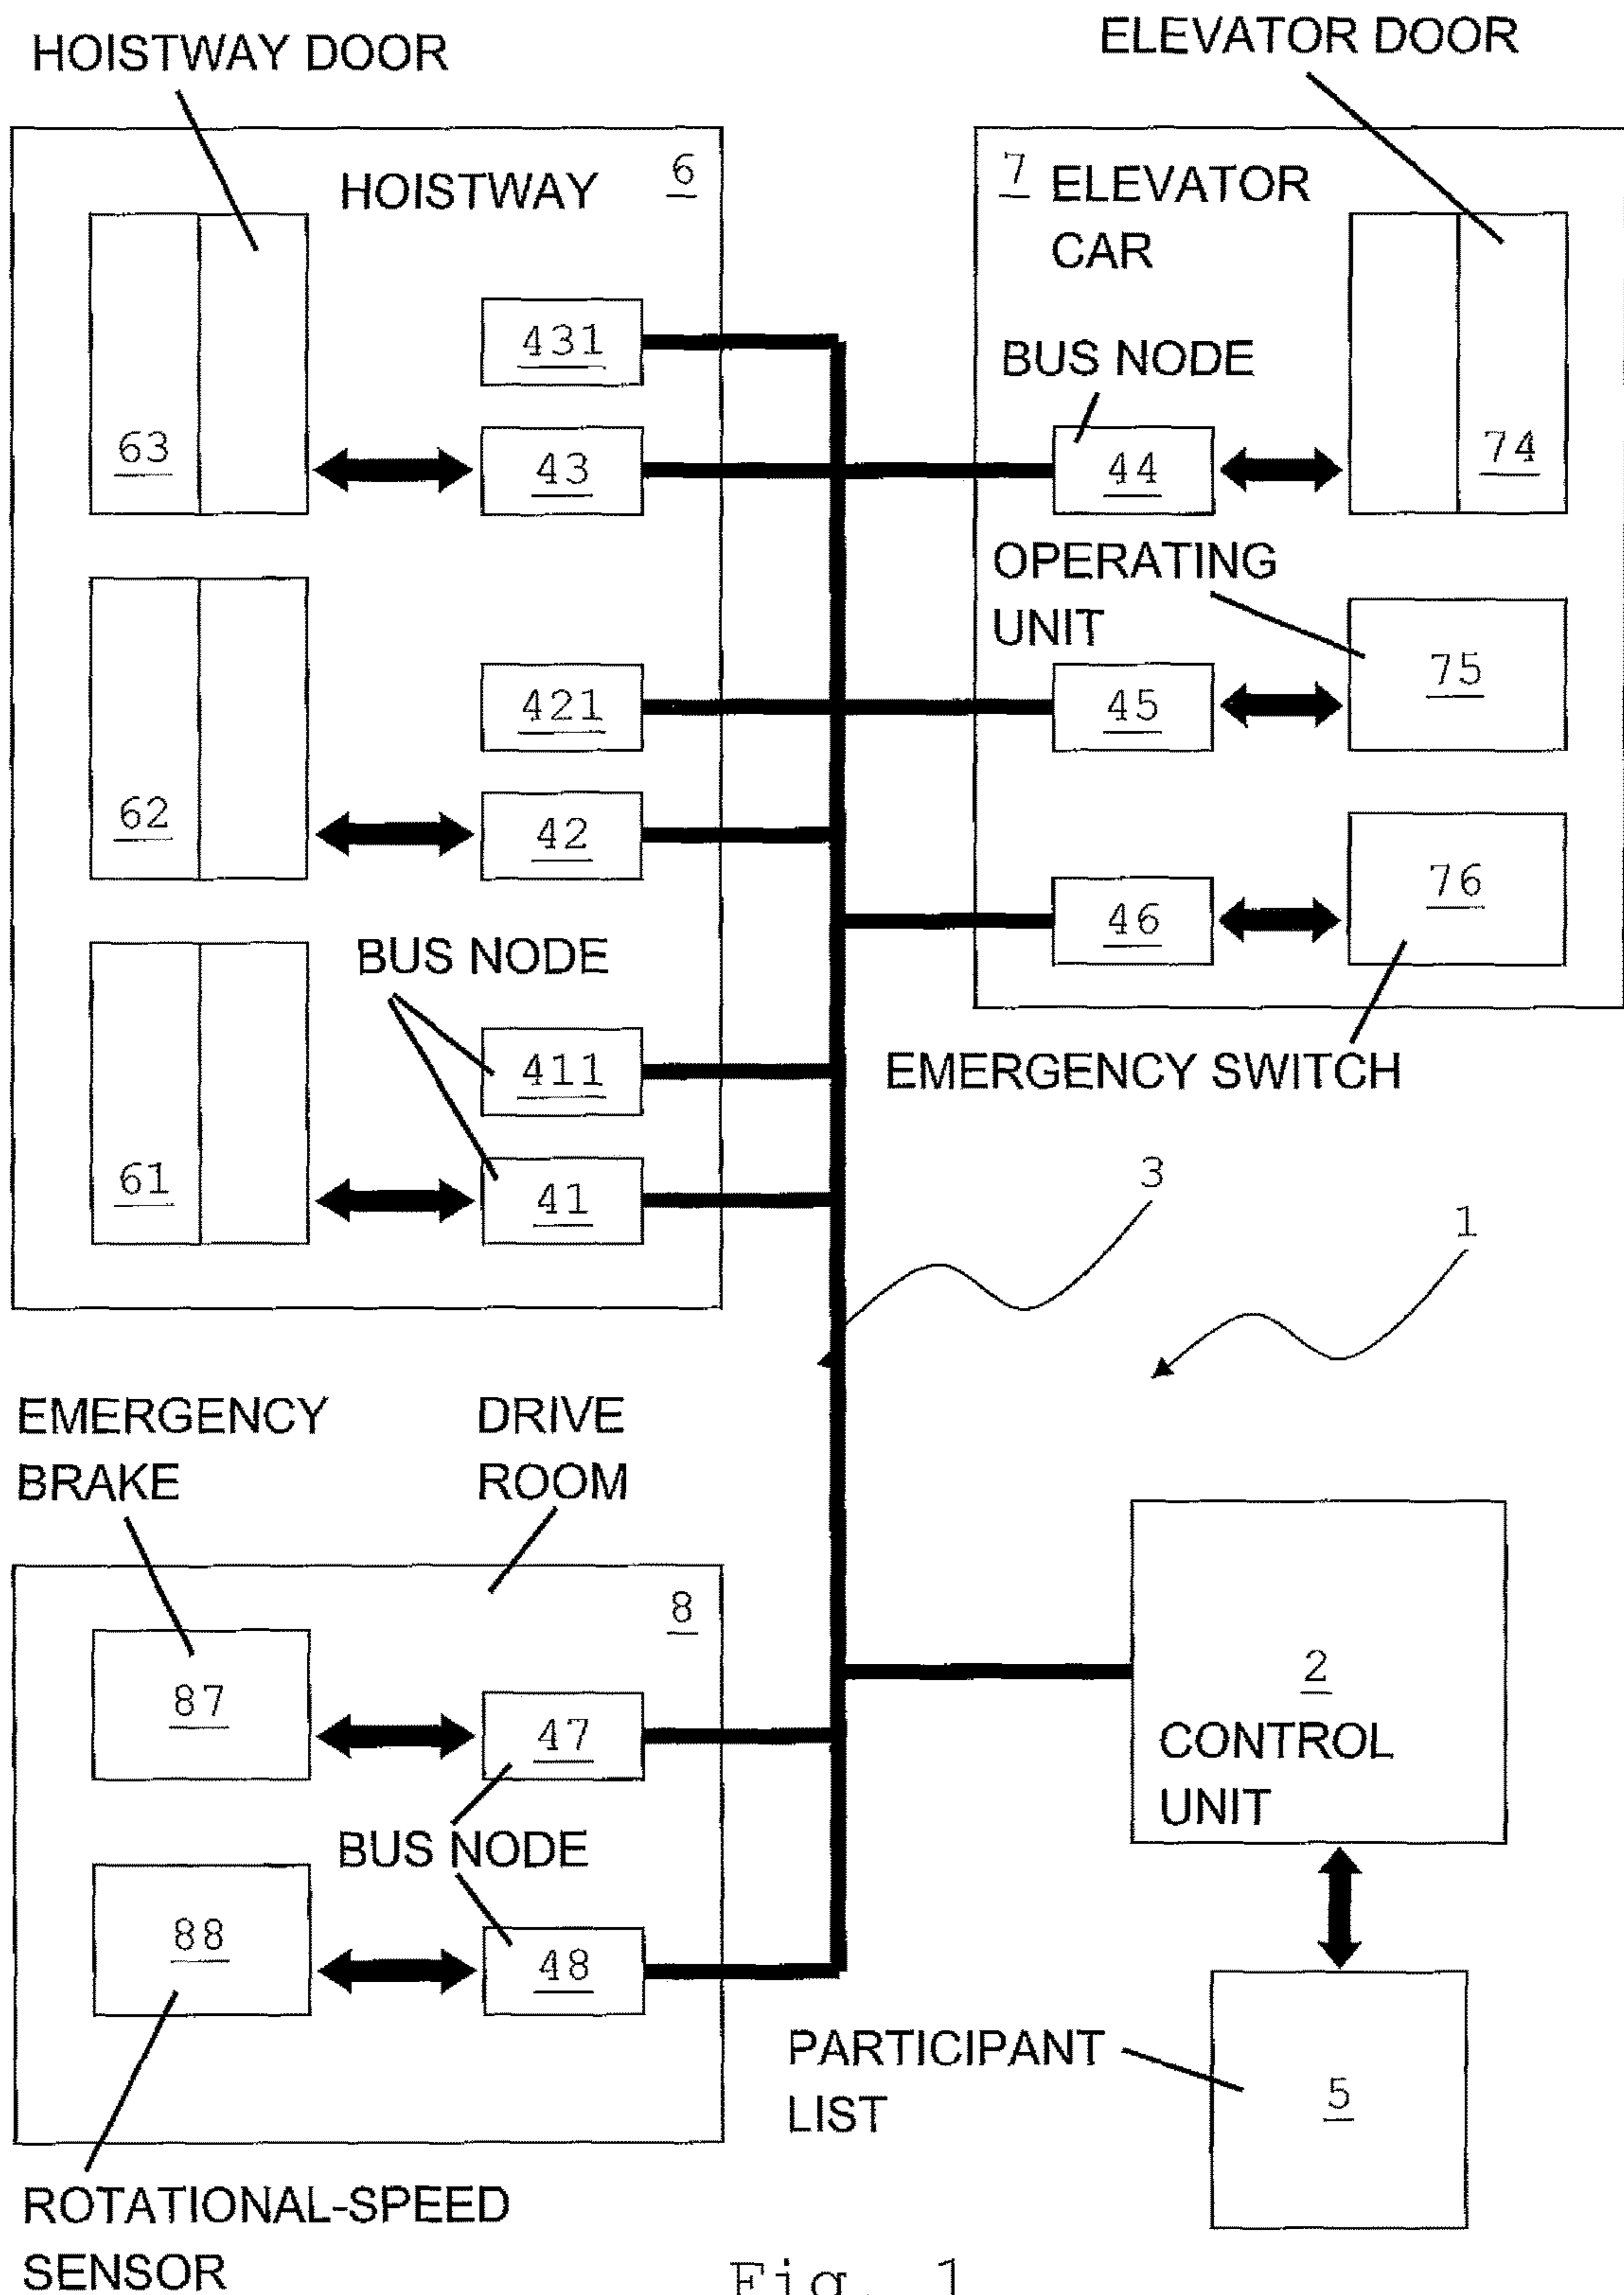 HOISTWAY DOOR
ELEVATOR DOOR
HOISTWAY
6
63
431
43
62
421
42
BUS NODE
61
411
41
7
ELEVATOR
CAR
BUS NODE
44
74
OPERATING
UNIT
45
75
46
76
EMERGENCY SWITCH
3
1
EMERGENCY
BRAKE
DRIVE
ROOM
8
87
47
BUS NODE
88
48
ROTATIONAL-SPEED
SENSOR
2
CONTROL
UNIT
PARTICIPANT
LIST
5
Fig. 1